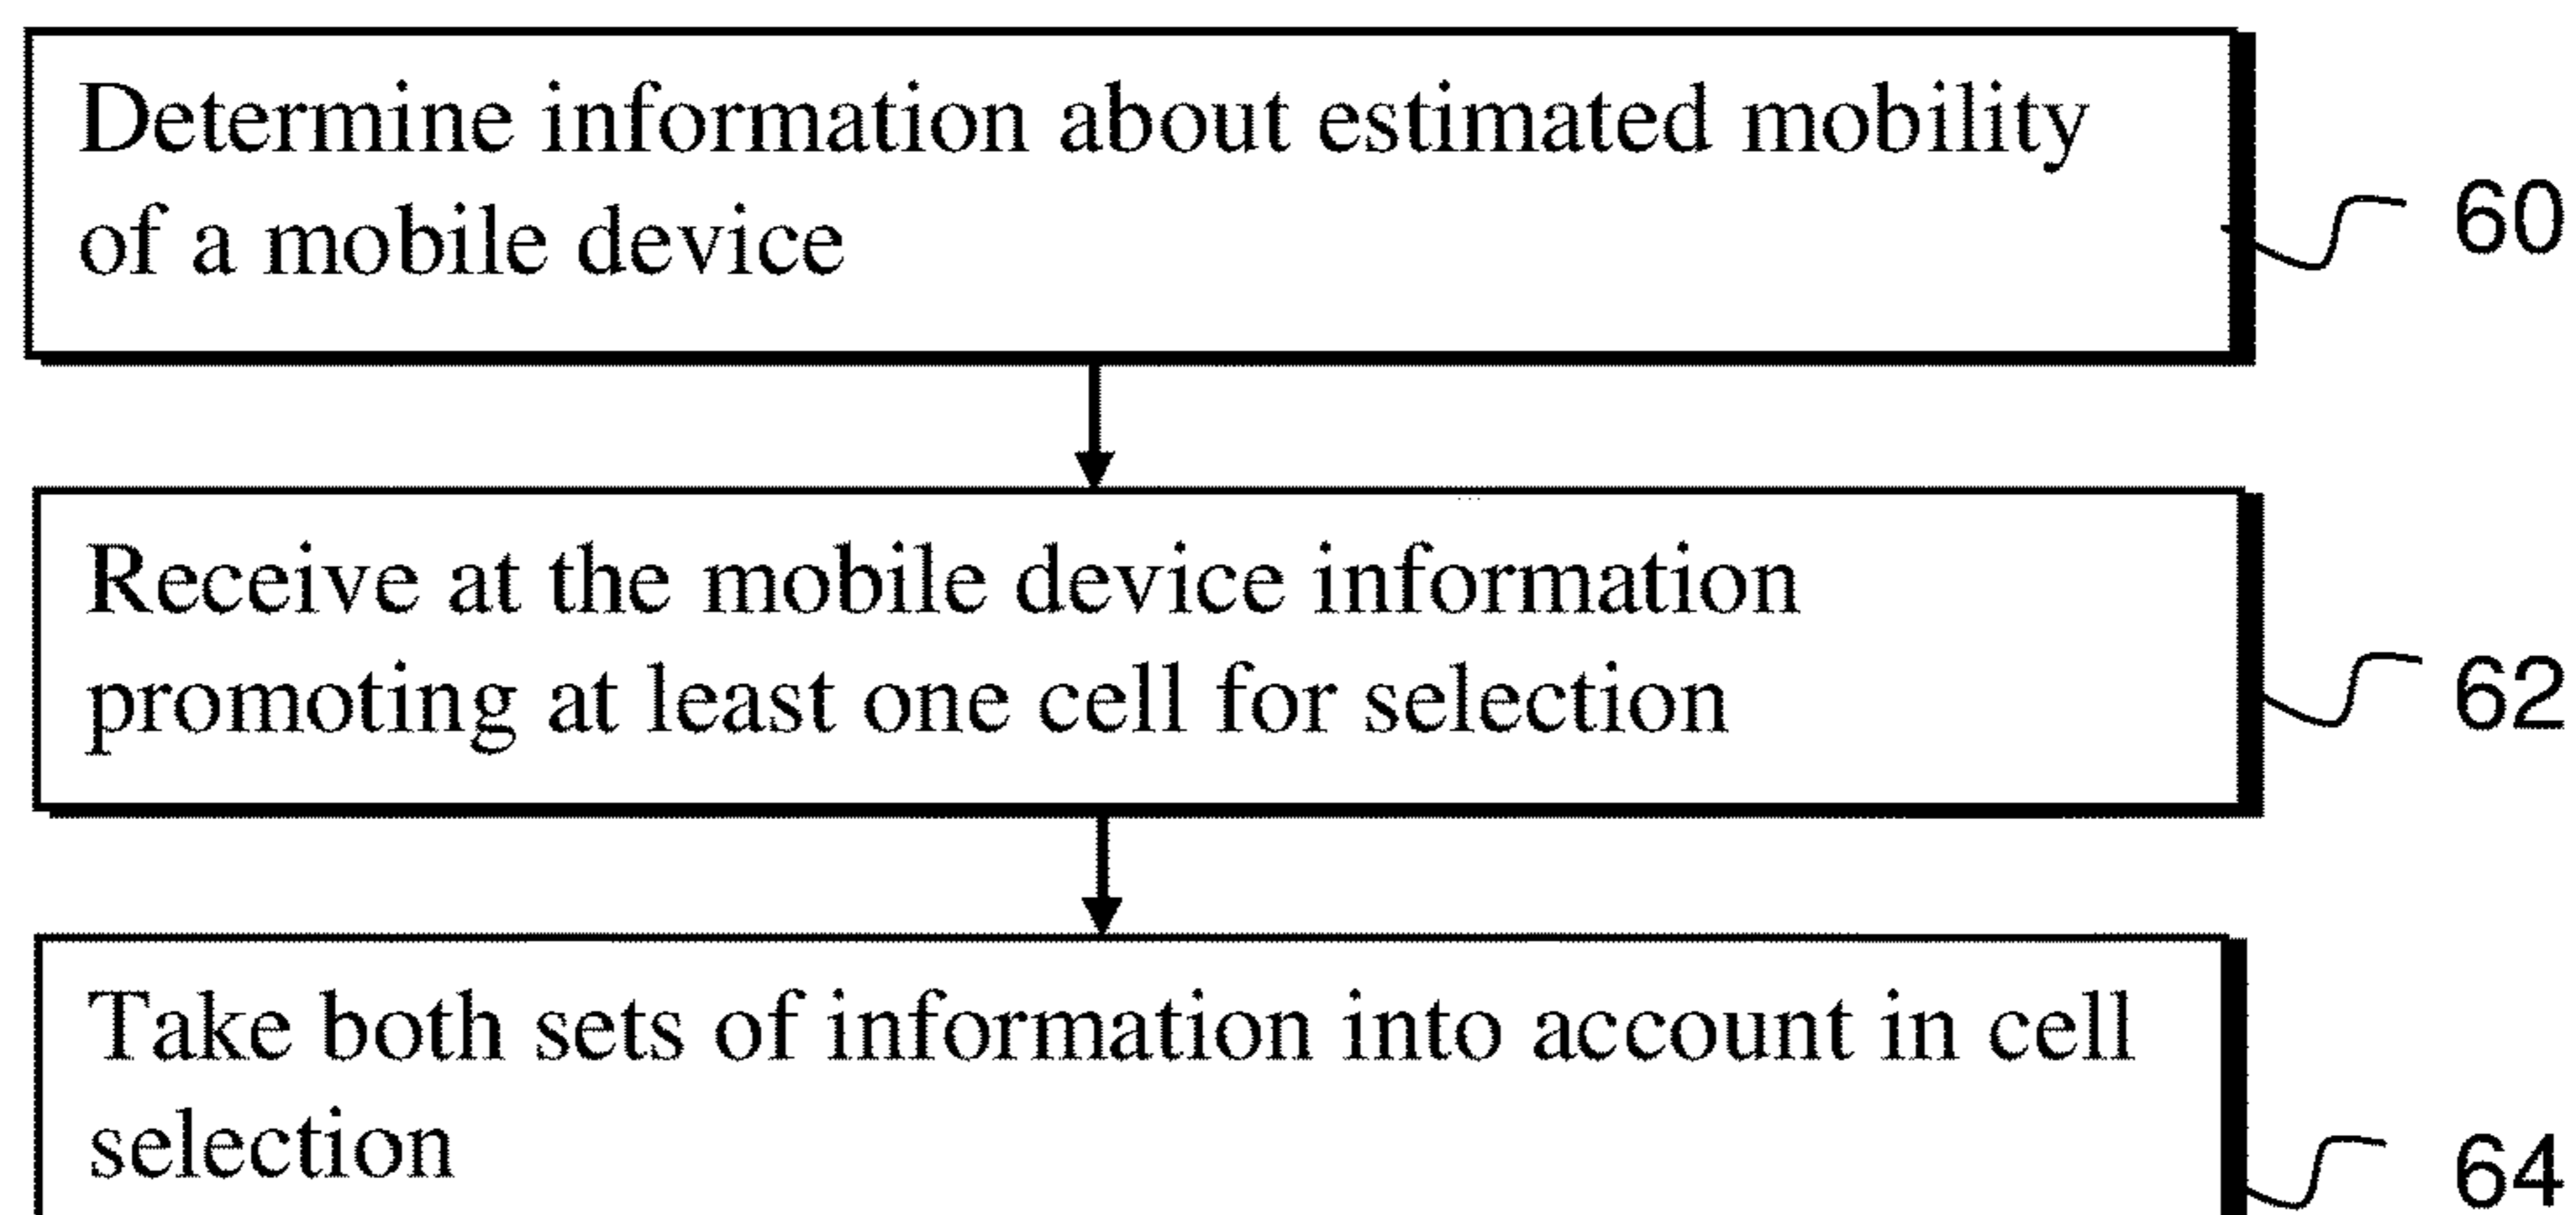 Determine information about estimated mobility
of a mobile device
60
Receive at the mobile device information
promoting at least one cell for selection
62
Take both sets of information into account in cell
selection
64